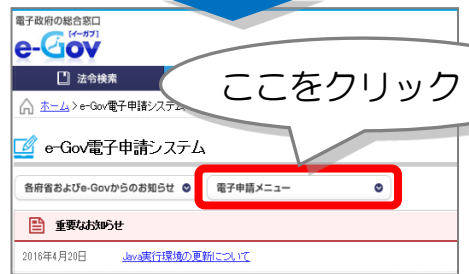 電子政府の総合窓口
[イーガブ]
e-Gov
法令検索
ここをクリック
ホーム > e-Gov電子申請システム
e-Gov電子申請システム
各府省およびe-Govからのお知らせ
電子申請メニュー
重要なお知らせ
2016年4月20日 Java実行環境の更新について